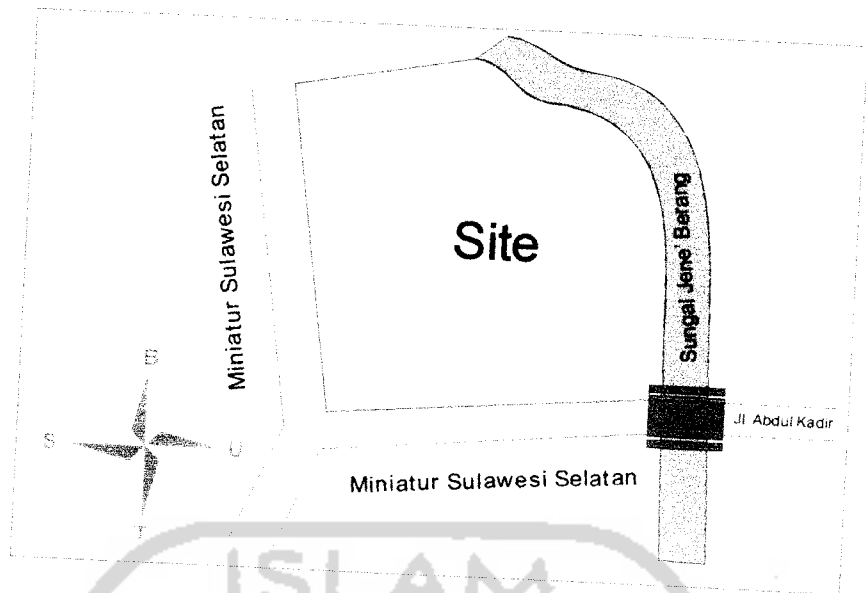 Miniatur Sulawesi Selatan
Site
Sungai Jene' Berang
B
S
U
T
Jl Abdul Kadir
Miniatur Sulawesi Selatan
ISLAM